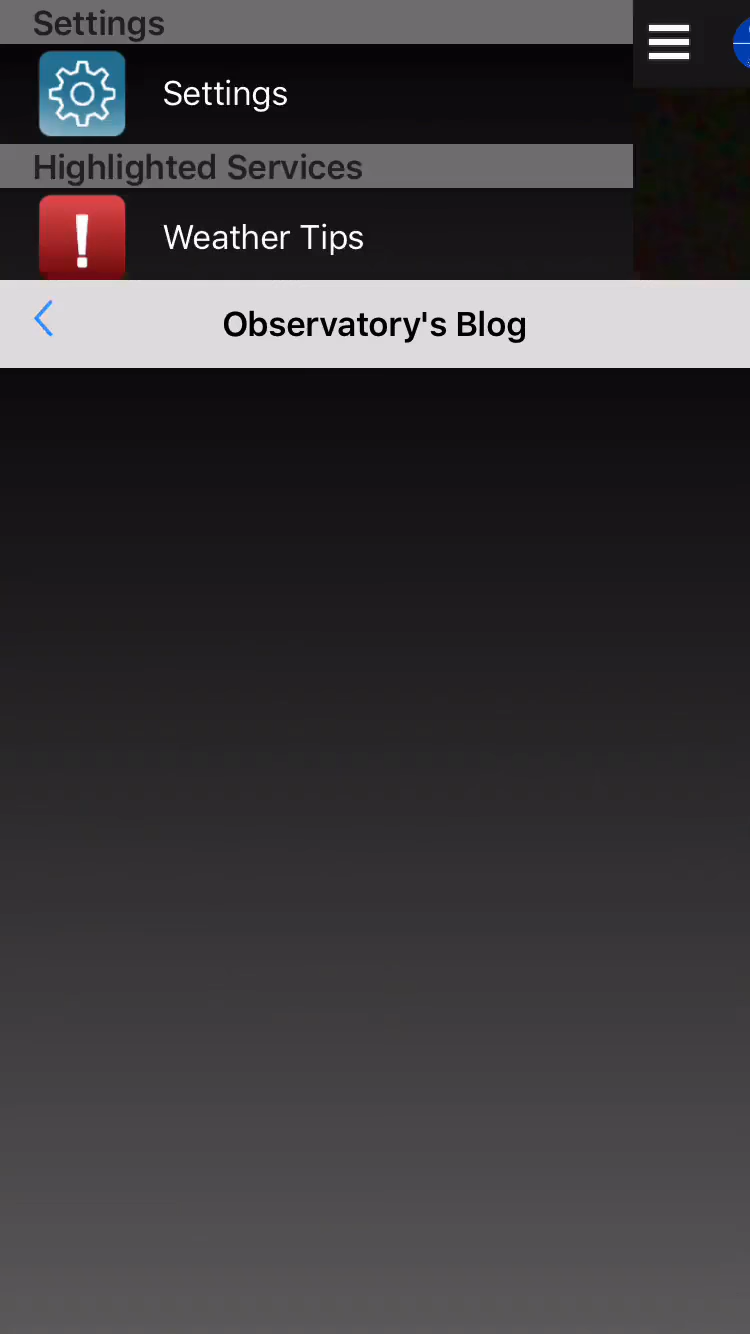 Settings
Settings
Highlighted Services
Weather Tips
Observatory's Blog